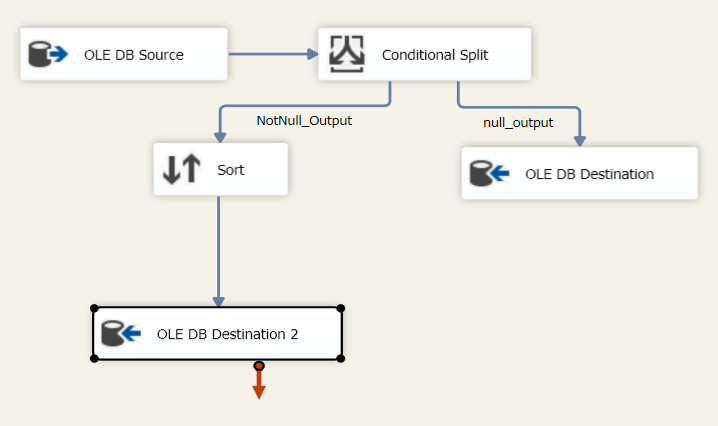 OLE DB Source
Conditional Split
NotNull_Output
null_output
Sort
OLE DB Destination
OLE DB Destination 2